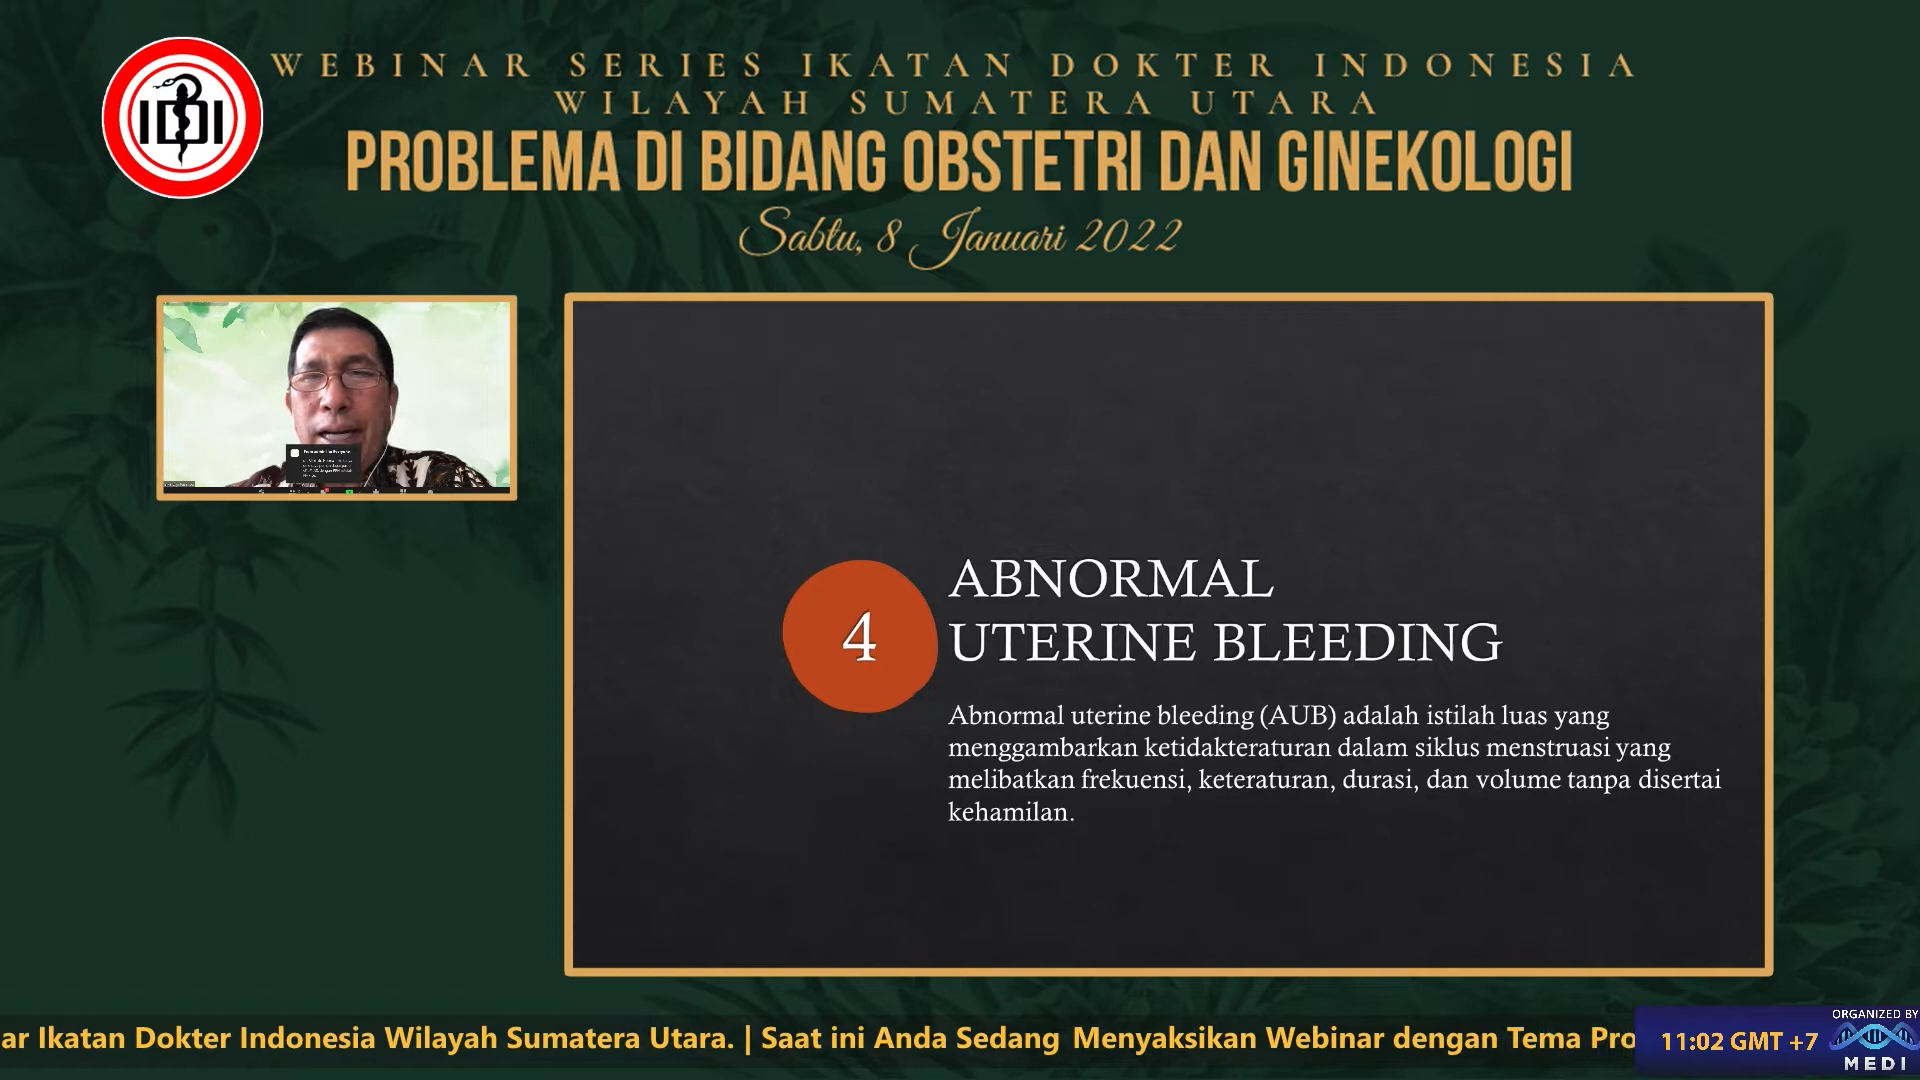 WEBINAR SERIES IKATAN DOKTER INDONESIA
WILAYAH SUMATERA UTARA
PROBLEMA DI BIDANG OBSTETRI DAN GINEKOLOGI
Sabtu, 8 Januari 2022
IDI
4
ABNORMAL
UTERINE BLEEDING
Abnormal uterine bleeding (AUB) adalah istilah luas yang
menggambarkan ketidakteraturan dalam siklus menstruasi yang
melibatkan frekuensi, keteraturan, durasi, dan volume tanpa disertai
kehamilan.
ar Ikatan Dokter Indonesia Wilayah Sumatera Utara. | Saat ini Anda Sedang Menyaksikan Webinar dengan Tema Pro
11:02 GMT +7
ORGANIZED BY
MEDI